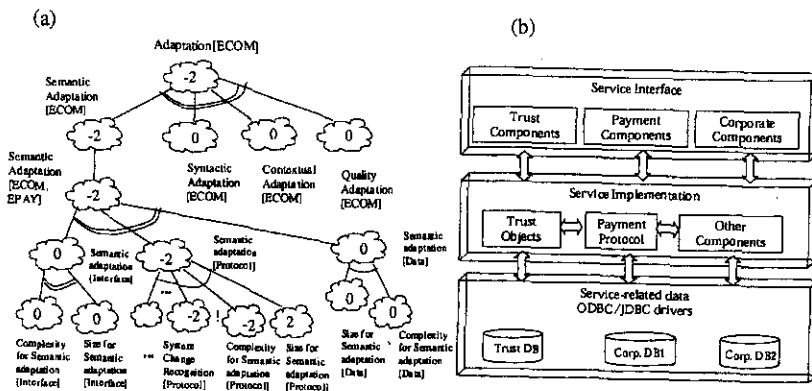 (a)
Adaptation[ECOM]
-2
Semantic
Adaptation
[ECOM]
-2
0
0
0
Syntactic
Adaptation
[ECOM]
Contextual
Adaptation
[ECOM]
Quality
Adaptation
[ECOM]
Semantic
Adaptation
[ECOM,
EPAY]
-2
0
Semantic
adaptation
[Interface]
-2
Semantic
adaptation
[Protocol]
0
Semantic
adaptation
[Data]
0
0
...
-2
!
-2
2
0
0
Complexity
for Semantic
adaptation
[Interface]
Size for
Semantic
adaptation
[Interface]
...
System
Change
Recognition
[Protocol]
Complexity
for Semantic
adaptation
[Protocol]
Size for
Semantic
adaptation
[Protocol]
Size for
Semantic
adaptation
[Data]
Complexity
for Semantic
adaptation
[Data]
(b)
Service Interface
Trust
Components
Payment
Components
Corporate
Components
Service Implementation
Trust
Objects
Payment
Protocol
Other
Components
Service-related data
ODBC/JDBC drivers
Trust DB
Corp. DB1
Corp. DB2